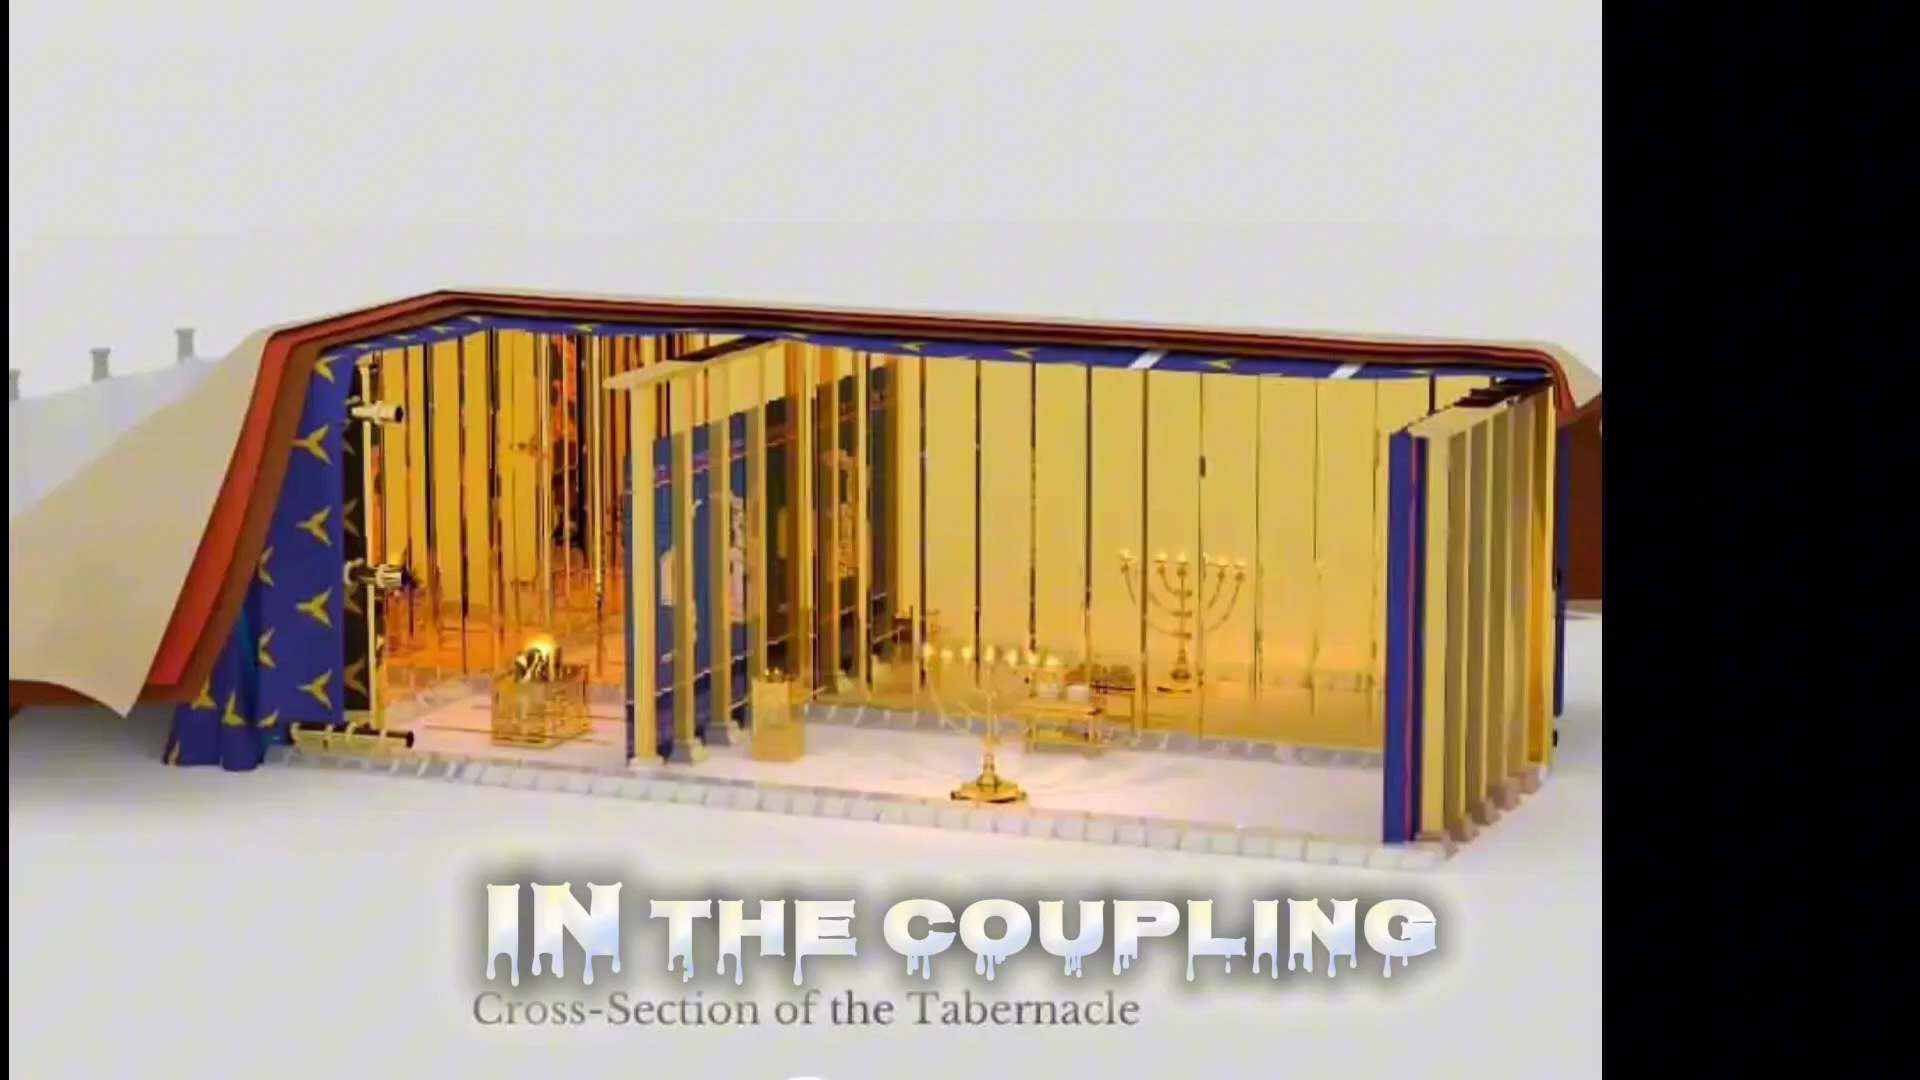 IN THE COUPLING
Cross-Section of the Tabernacle